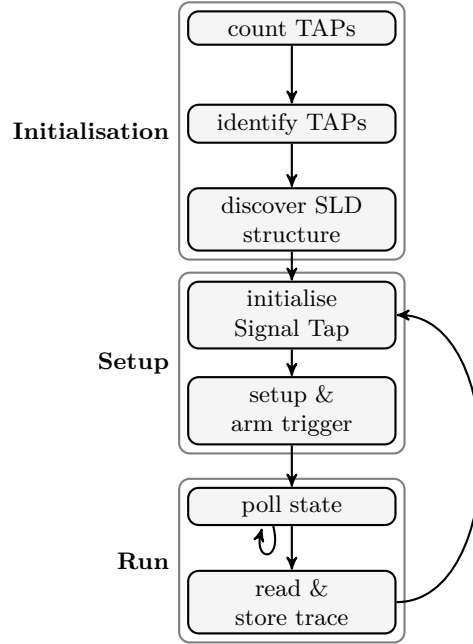 count TAPs
Initialisation
identify TAPs
discover SLD
structure
initialise
Signal Tap
Setup
setup &
arm trigger
poll state
Run
read &
store trace